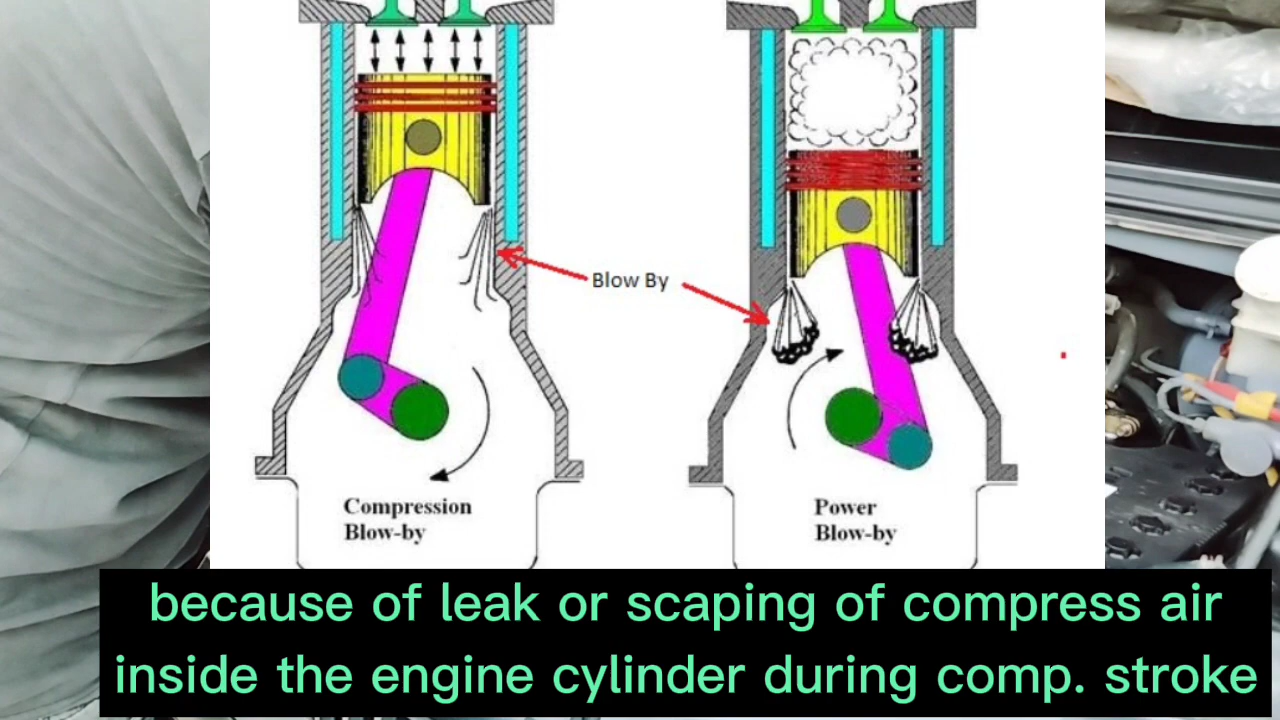 Blow By
Compression
Blow-by
Power
Blow-by
because of leak or scaping of compress air
inside the engine cylinder during comp. stroke